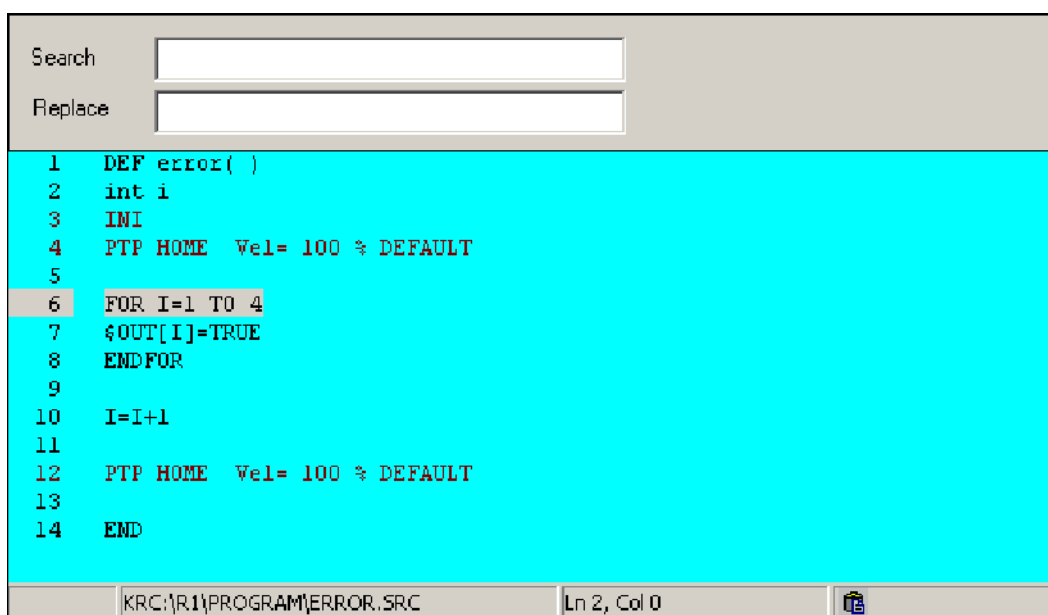 Search
Replace
1 DEF error( )
2 int i
3 INI
4 PTP HOME  Vel= 100 % DEFAULT
5
6 FOR I=1 TO 4
7 $OUT[I]=TRUE
8 ENDFOR
9
10 I=I+1
11
12 PTP HOME  Vel= 100 % DEFAULT
13
14 END
KRC:\R1\PROGRAM\ERROR.SRC Ln 2, Col 0